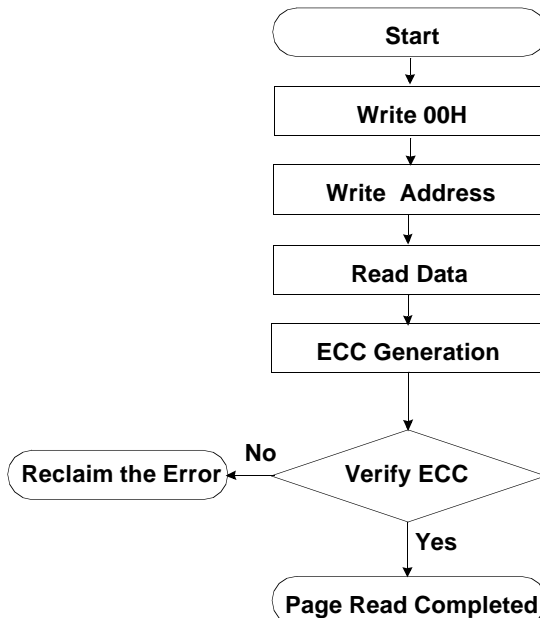 Start
Write 00H
Write Address
Read Data
ECC Generation
No
Reclaim the Error
Verify ECC
Yes
Page Read Completed